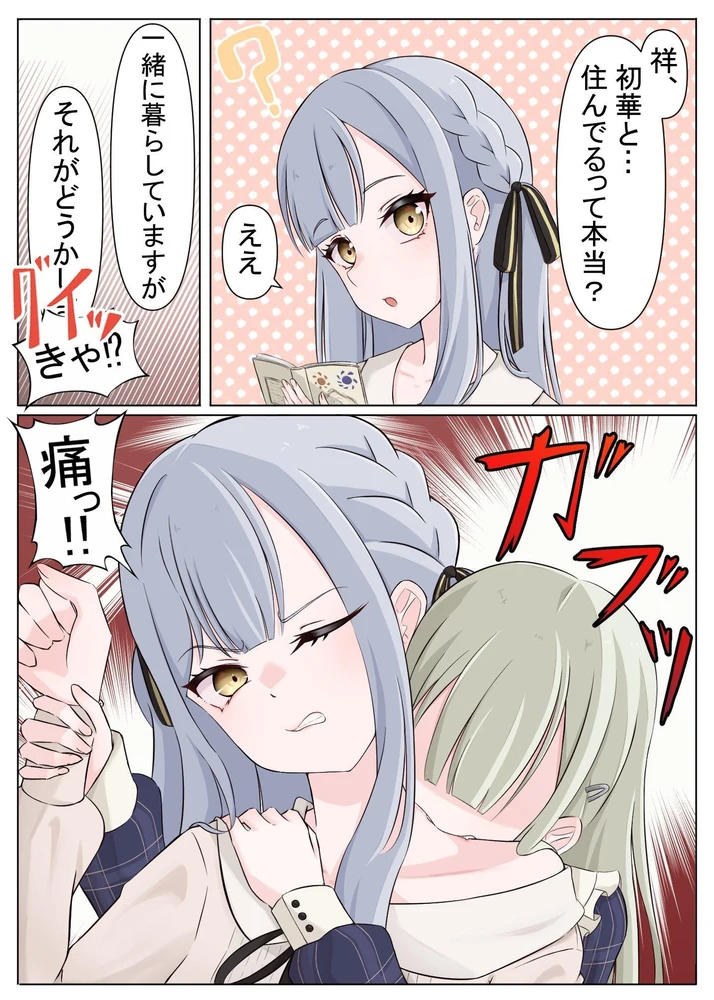 祥、
初華と…
住んでるって本当？
ええ
一緒に暮らしていますが
それがどうかー
グイッ
きゃ!?
痛っ!!
ガブッ